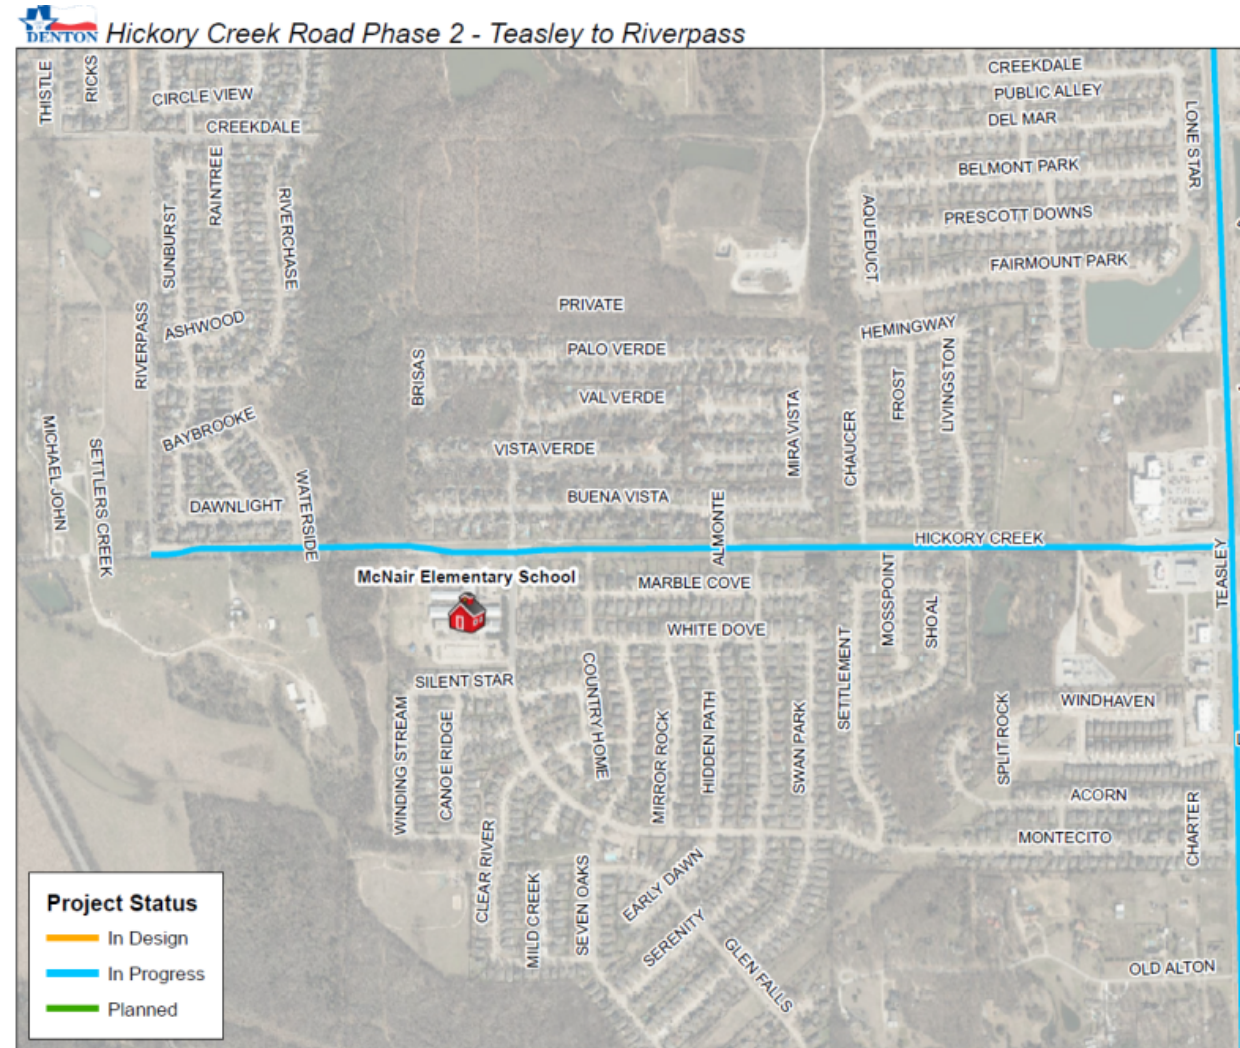 DENTON
Hickory Creek Road Phase 2 - Teasley to Riverpass
THISTLE
RICKS
CIRCLE VIEW
CREEKDALE
CREEKDALE
PUBLIC ALLEY
DEL MAR
LONE STAR
BELMONT PARK
SUNBURST
RAINTREE
RIVERCHASE
AQUEDUCT
PRESCOTT DOWNS
FAIRMOUNT PARK
PRIVATE
RIVERPASS
ASHWOOD
HEMINGWAY
BRISAS
PALO VERDE
FROST
LIVINGSTON
VAL VERDE
MIRA VISTA
CHAUCER
MICHAEL JOHN
SETTLERS CREEK
BAYBROOKE
VISTA VERDE
DAWNLIGHT
WATERSIDE
BUENA VISTA
ALMONTE
HICKORY CREEK
TEASLEY
McNair Elementary School
MARBLE COVE
MOSSPOINT
SHOAL
WHITE DOVE
SETTLEMENT
SILENT STAR
COUNTRY HOME
WINDING STREAM
CANOE RIDGE
MIRROR ROCK
HIDDEN PATH
SWAN PARK
SPLIT ROCK
WINDHAVEN
ACORN
CHARTER
MONTECITO
CLEAR RIVER
MILD CREEK
SEVEN OAKS
EARLY DAWN
SERENITY
GLEN FALLS
OLD ALTON
Project Status
In Design
In Progress
Planned